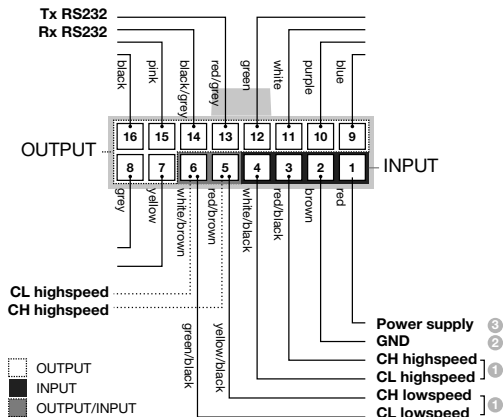 Tx RS232
Rx RS232
black
pink
black/grey
red/grey
green
white
purple
blue
16 15 14 13 12 11 10 9
OUTPUT
INPUT
8 7 6 5 4 3 2 1
grey
yellow
white/brown
red/brown
white/black
red/black
brown
red
CL highspeed
CH highspeed
green/black
yellow/black
Power supply 3
GND 2
CH highspeed
CL highspeed 1
CH lowspeed
CL lowspeed 1
OUTPUT
INPUT
OUTPUT/INPUT